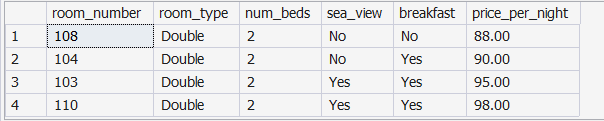 room_number room_type num_beds sea_view breakfast price_per_night
1 108 Double 2 No No 88.00
2 104 Double 2 No Yes 90.00
3 103 Double 2 Yes Yes 95.00
4 110 Double 2 Yes Yes 98.00